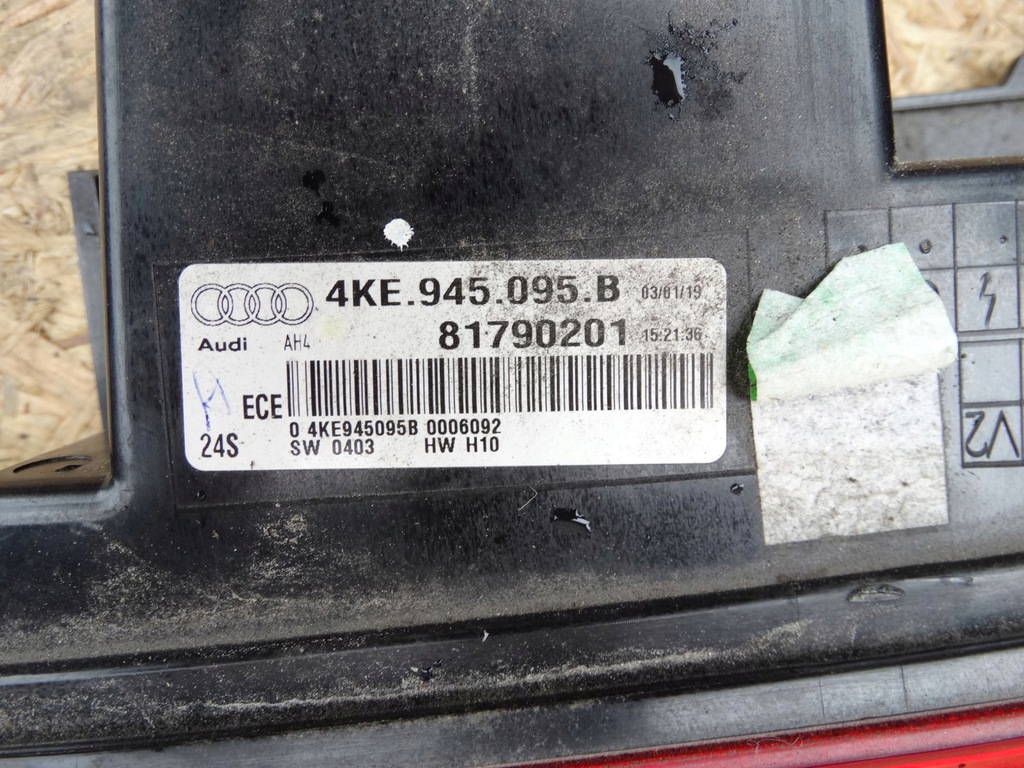 4KE.945.095.B 03/01/19
Audi AH4 81790201 15:21:36
ECE
24S
0 4KE945095B 0006092
SW 0403 HW H10
V2